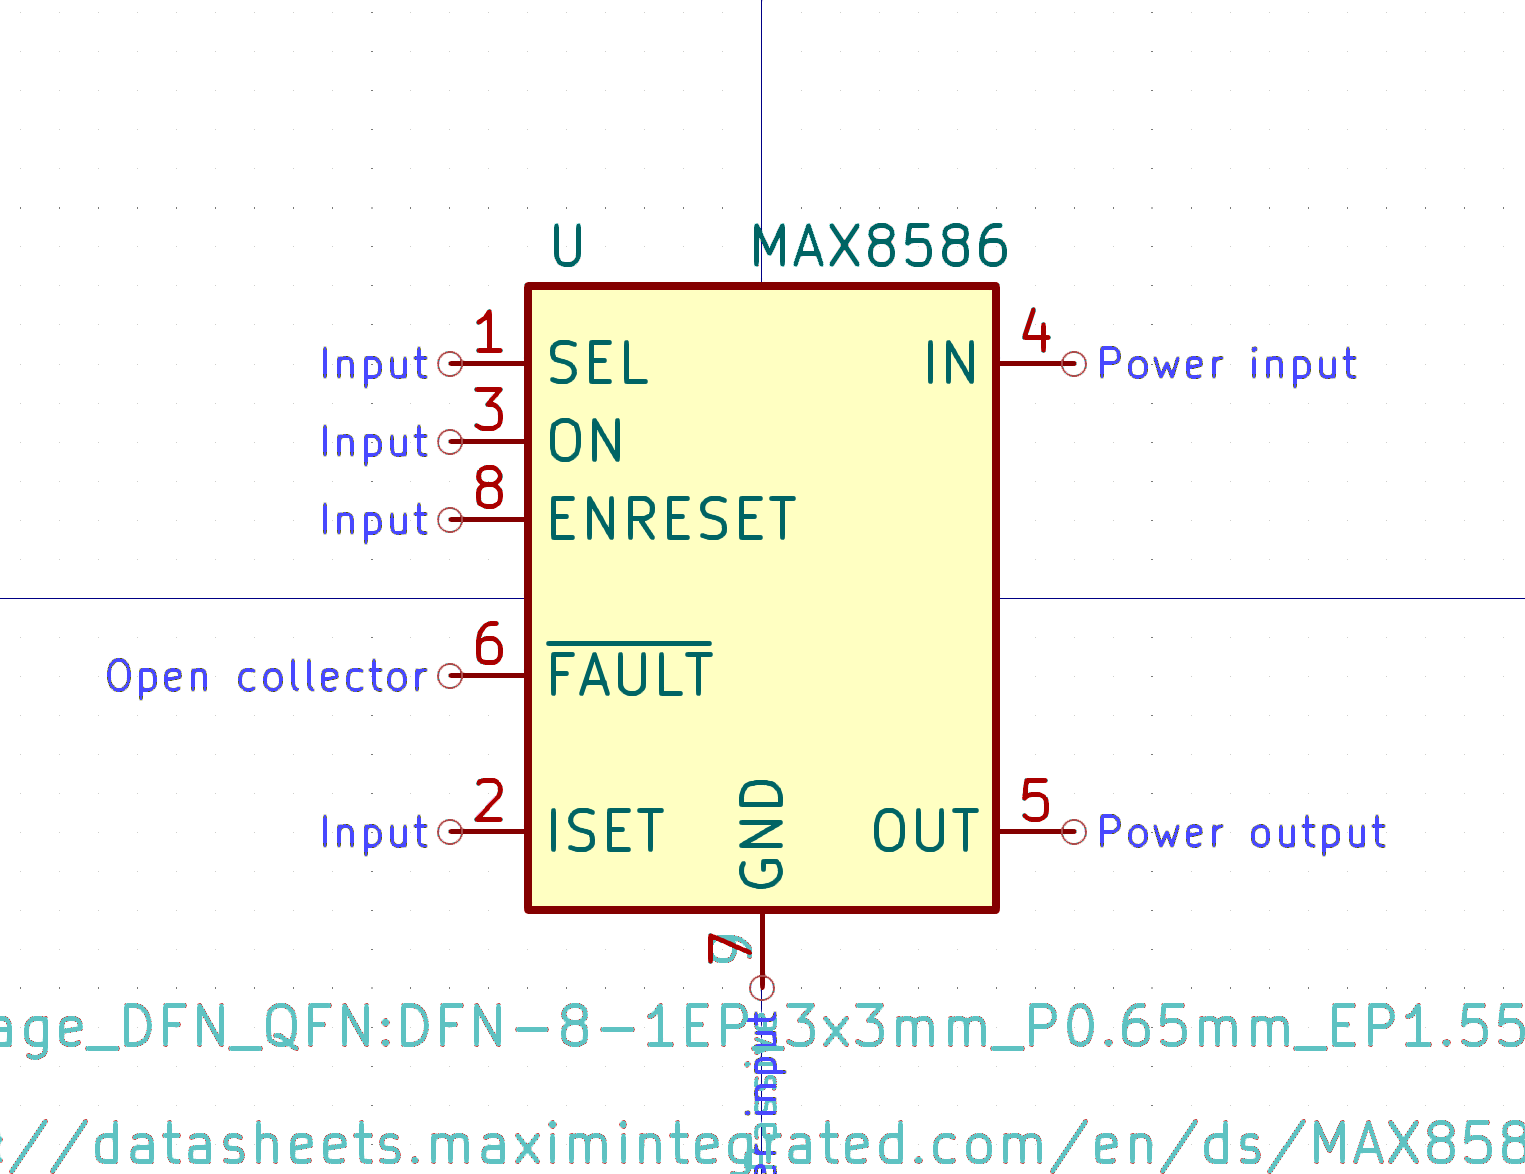 U MAX8586
1 4
Input SEL IN Power input
3
Input ON
8
Input ENRESET
6
Open collector FAULT
2 5
Input ISET GND OUT Power output
7
age_DFN_QFN:DFN-8-1EP_3x3mm_P0.65mm_EP1.55
input
://datasheets.maximintegrated.com/en/ds/MAX858